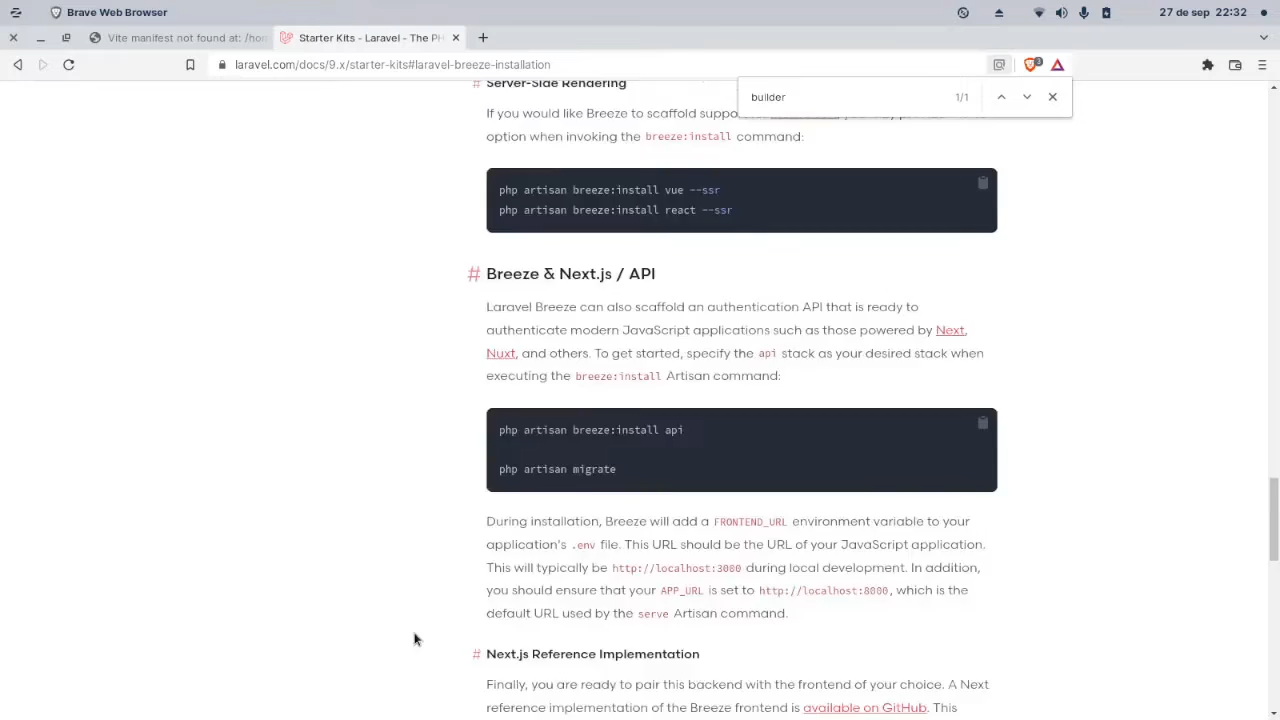 Brave Web Browser
27 de sep 22:32
Vite manifest not found at: /ho
Starter Kits - Laravel - The PH
laravel.com/docs/9.x/starter-kits#laravel-breeze-installation
3
# Server-Side Rendering
builder 1/1
If you would like Breeze to scaffold
option when invoking the breeze:install command:
php artisan breeze:install vue --ssr
php artisan breeze:install react --ssr
# Breeze & Next.js / API
Laravel Breeze can also scaffold an authentication API that is ready to
authenticate modern JavaScript applications such as those powered by Next,
Nuxt, and others. To get started, specify the api stack as your desired stack when
executing the breeze:install Artisan command:
php artisan breeze:install api
php artisan migrate
During installation, Breeze will add a FRONTEND_URL environment variable to your
application's .env file. This URL should be the URL of your JavaScript application.
This will typically be http://localhost:3000 during local development. In addition,
you should ensure that your APP_URL is set to http://localhost:8000, which is the
default URL used by the serve Artisan command.
# Next.js Reference Implementation
Finally, you are ready to pair this backend with the frontend of your choice. A Next
reference implementation of the Breeze frontend is available on GitHub. This